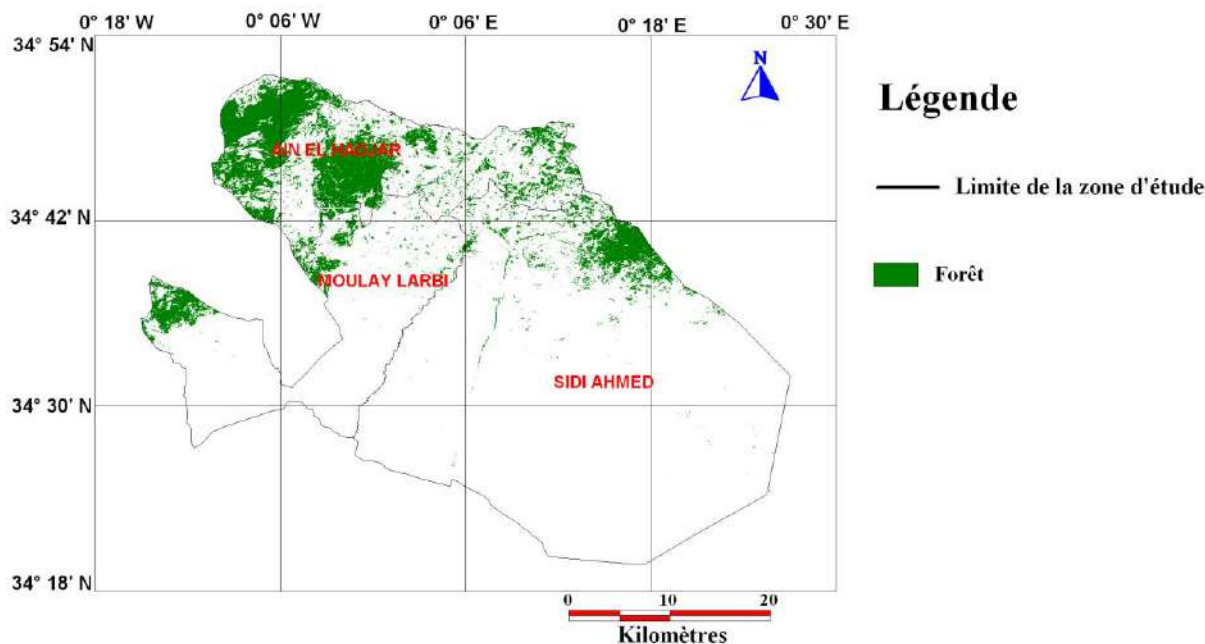 0° 18' W 0° 06' W 0° 06' E 0° 18' E 0° 30' E
34° 54' N
N
Légende
AIN EL HADJAR
Limite de la zone d'étude
34° 42' N
Forêt
MOULAY LARBI
SIDI AHMED
34° 30' N
34° 18' N
0 10 20
Kilomètres